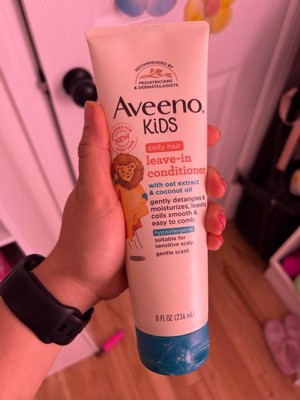 RECOMMENDED BY
PEDIATRICIANS
& DERMATOLOGISTS
Aveeno®
KiDS
NEW
coily hair
leave-in
conditioner
with oat extract
& coconut oil
gently detangles &
moisturizes, leaving
coils smooth &
easy to comb
hypoallergenic
suitable for
sensitive scalp
gentle scent
8 FL OZ (236 mL)